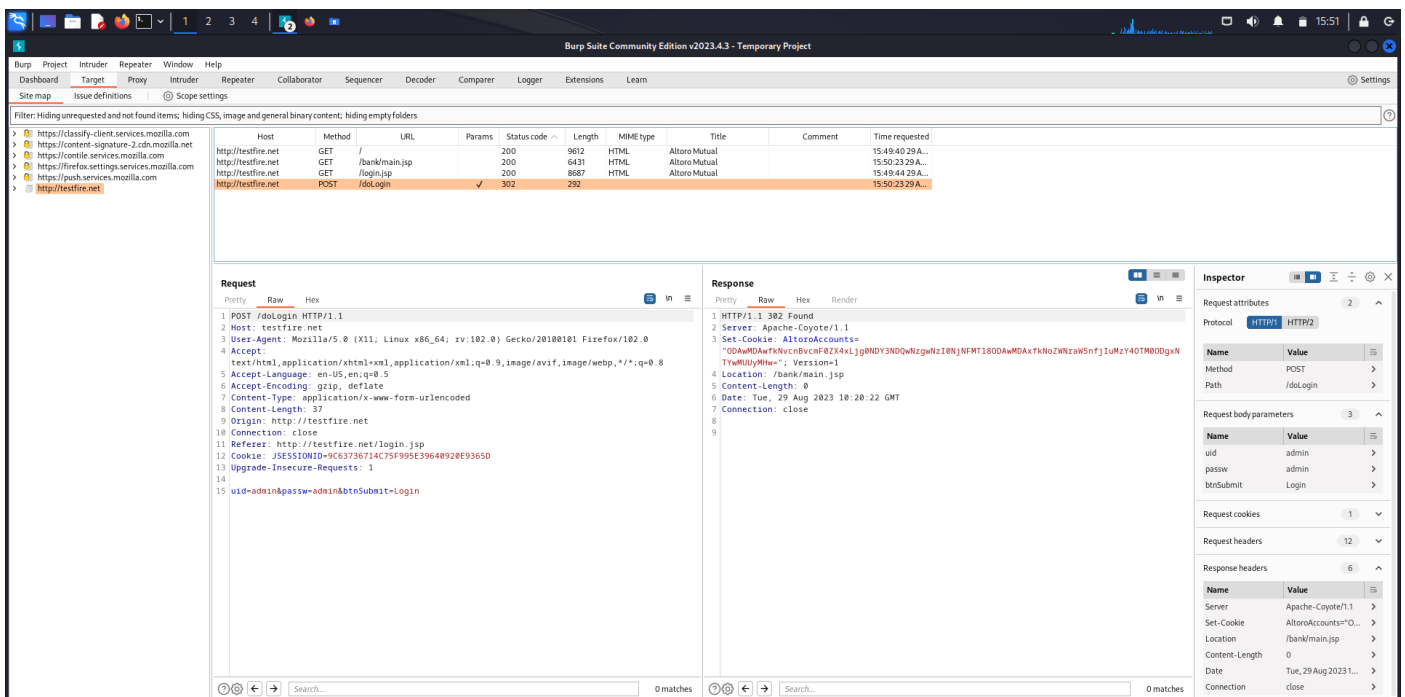 1 2 3 4 2 15:51
Burp Suite Community Edition v2023.4.3 - Temporary Project
Burp Project Intruder Repeater Window Help
Dashboard Target Proxy Intruder Repeater Collaborator Sequencer Decoder Comparer Logger Extensions Learn Settings
Site map Issue definitions Scope settings
Filter: Hiding unrequested and not found items; hiding CSS, image and general binary content; hiding empty folders
https://classify-client.services.mozilla.com
https://content-signature-2.cdn.mozilla.net
https://contile.services.mozilla.com
https://firefox.settings.services.mozilla.com
https://push.services.mozilla.com
http://testfire.net
Host Method URL Params Status code Length MIME type Title Comment Time requested
http://testfire.net GET / 200 9612 HTML Altoro Mutual 15:49:40 29 A...
http://testfire.net GET /bank/main.jsp 200 6431 HTML Altoro Mutual 15:50:23 29 A...
http://testfire.net GET /login.jsp 200 8687 HTML Altoro Mutual 15:49:44 29 A...
http://testfire.net POST /doLogin ✓ 302 292 15:50:23 29 A...
Request
Pretty Raw Hex \n
1 POST /doLogin HTTP/1.1
2 Host: testfire.net
3 User-Agent: Mozilla/5.0 (X11; Linux x86_64; rv:102.0) Gecko/20100101 Firefox/102.0
4 Accept:
text/html,application/xhtml+xml,application/xml;q=0.9,image/avif,image/webp,*/*;q=0.8
5 Accept-Language: en-US,en;q=0.5
6 Accept-Encoding: gzip, deflate
7 Content-Type: application/x-www-form-urlencoded
8 Content-Length: 37
9 Origin: http://testfire.net
10 Connection: close
11 Referer: http://testfire.net/login.jsp
12 Cookie: JSESSIONID=9C63736714C75F995E39640920E9365D
13 Upgrade-Insecure-Requests: 1
14
15 uid=admin&passw=admin&btnSubmit=Login
Search... 0 matches
Response
Pretty Raw Hex Render \n
1 HTTP/1.1 302 Found
2 Server: Apache-Coyote/1.1
3 Set-Cookie: AltoroAccounts=
"; Version=1
4 Location: /bank/main.jsp
5 Content-Length: 0
6 Date: Tue, 29 Aug 2023 10:20:22 GMT
7 Connection: close
8
9
Search... 0 matches
Inspector
Request attributes 2
Protocol HTTP/1 HTTP/2
Name Value
Method POST
Path /doLogin
Request body parameters 3
Name Value
uid admin
passw admin
btnSubmit Login
Request cookies 1
Request headers 12
Response headers 6
Name Value
Server Apache-Coyote/1.1
Set-Cookie AltoroAccounts="O...
Location /bank/main.jsp
Content-Length 0
Date Tue, 29 Aug 2023 1...
Connection close